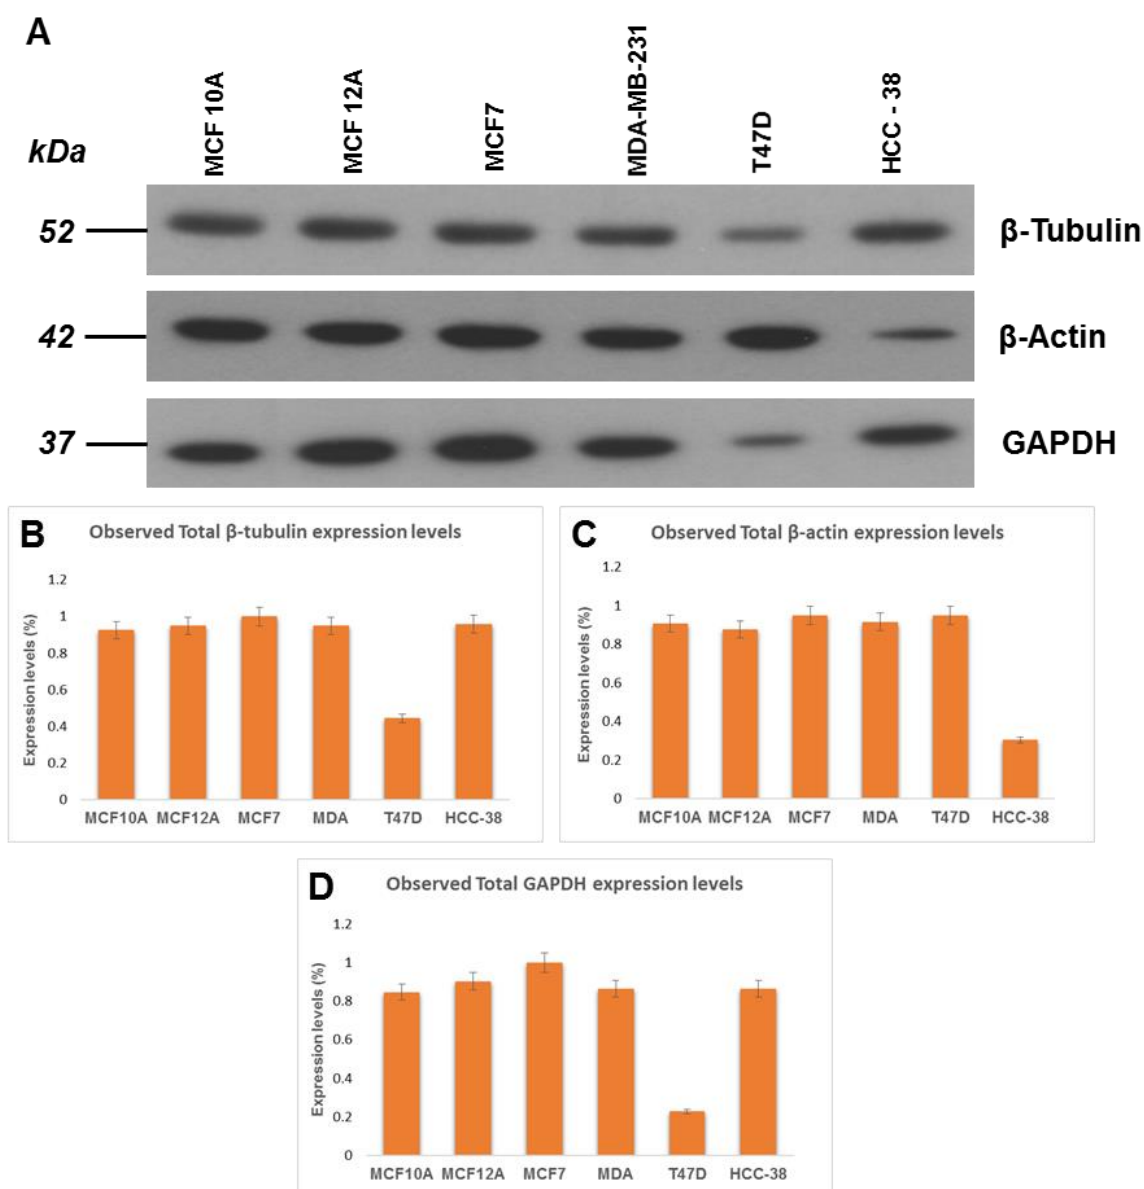 A
kDa
MCF 10A
MCF 12A
MCF7
MDA-MB-231
T47D
HCC - 38
52
β-Tubulin
42
β-Actin
37
GAPDH
B
Observed Total β-tubulin expression levels
Expression levels (%)
1.2
1
0.8
0.6
0.4
0.2
0
MCF10A MCF12A MCF7 MDA T47D HCC-38
C
Observed Total β-actin expression levels
Expression levels (%)
1.2
1
0.8
0.6
0.4
0.2
0
MCF10A MCF12A MCF7 MDA T47D HCC-38
D
Observed Total GAPDH expression levels
Expression levels (%)
1.2
1
0.8
0.6
0.4
0.2
0
MCF10A MCF12A MCF7 MDA T47D HCC-38